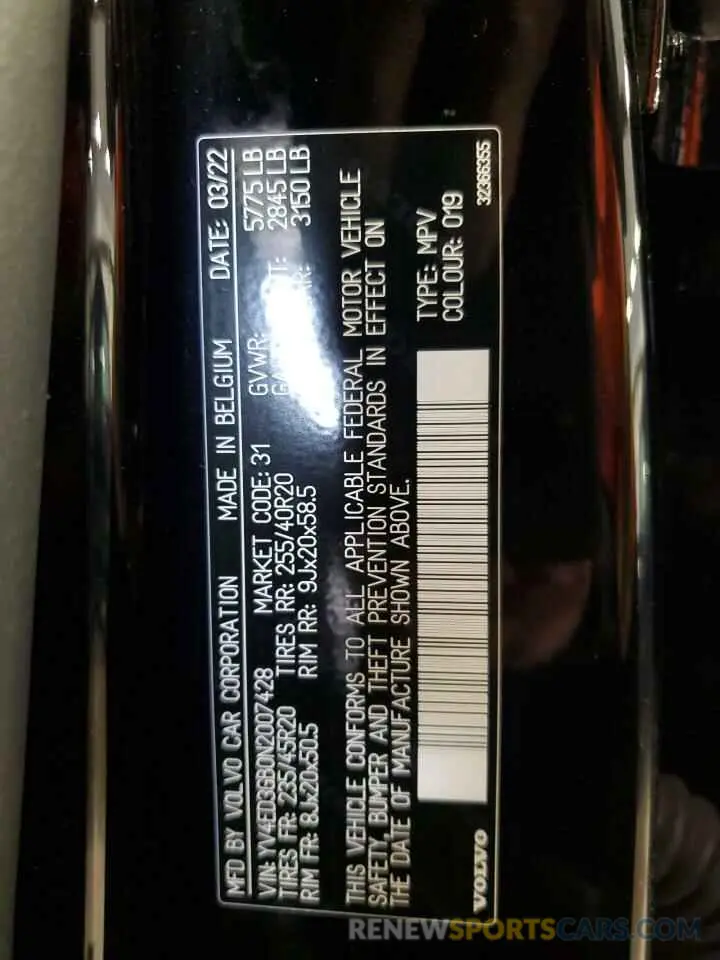 MFD BY VOLVO CAR CORPORATION MADE IN BELGIUM DATE: 03/22
VIN: YV4ED3GB0N2007428 MARKET CODE: 31 GVWR: 5775 LB
TIRES FR: 235/45R20 TIRES RR: 255/40R20 2845 LB
RIM FR: 8Jx20x50.5 RIM RR: 9Jx20x58.5 3150 LB
THIS VEHICLE CONFORMS TO ALL APPLICABLE FEDERAL MOTOR VEHICLE
SAFETY, BUMPER AND THEFT PREVENTION STANDARDS IN EFFECT ON
THE DATE OF MANUFACTURE SHOWN ABOVE.
TYPE: MPV
COLOUR: 019
VOLVO
32366355
RENEWSPORTSCARS.COM